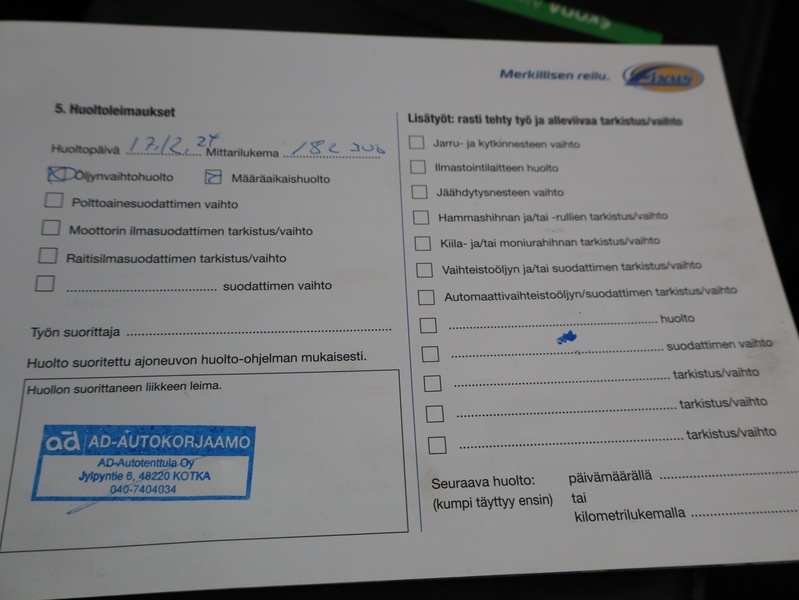 Merkillisen reilu. Fixus
5. Huoltoleimaukset
Huoltopäivä 17/2, 24 Mittarilukema 182
Öljynvaihtohuolto Määräaikaishuolto
Polttoainesuodattimen vaihto
Moottorin ilmasuodattimen tarkistus/vaihto
Raitisilmasuodattimen tarkistus/vaihto
suodattimen vaihto
Työn suorittaja
Huolto suoritettu ajoneuvon huolto-ohjelman mukaisesti.
Huollon suorittaneen liikkeen leima.
ad AD-AUTOKORJAAMO
AD-Autotenttula Oy
Jylpyntie 6, 48220 KOTKA
040-7404034
Lisätyöt: rasti tehty työ ja alleviivaa tarkistus/vaihto
Jarru- ja kytkinnesteen vaihto
Ilmastointilaitteen huolto
Jäähdytysnesteen vaihto
Hammashihnan ja/tai -rullien tarkistus/vaihto
Kiila- ja/tai moniurahihnan tarkistus/vaihto
Vaihteistoöljyn ja/tai suodattimen tarkistus/vaihto
Automaattivaihteistoöljyn/suodattimen tarkistus/vaihto
huolto
suodattimen vaihto
tarkistus/vaihto
tarkistus/vaihto
tarkistus/vaihto
Seuraava huolto: päivämäärällä
(kumpi täyttyy ensin) tai
kilometrilukemalla